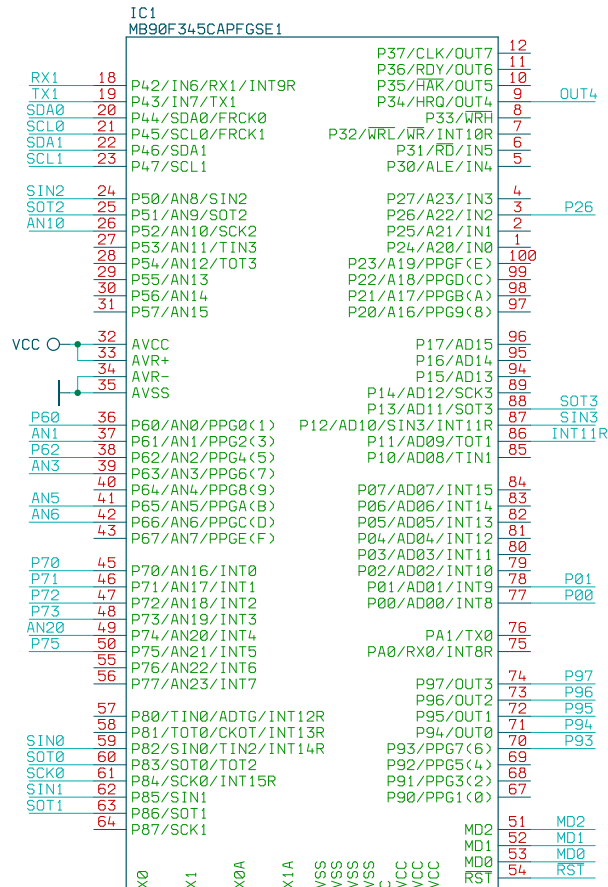 IC1
MB90F345CAPFGSE1
RX1 18 P42/IN6/RX1/INT9R
TX1 19 P43/IN7/TX1
SDA0 20 P44/SDA0/FRCK0
SCL0 21 P45/SCL0/FRCK1
SDA1 22 P46/SDA1
SCL1 23 P47/SCL1
SIN2 24 P50/AN8/SIN2
SOT2 25 P51/AN9/SOT2
AN10 26 P52/AN10/SCK2
27 P53/AN11/TIN3
28 P54/AN12/TOT3
29 P55/AN13
30 P56/AN14
31 P57/AN15
VCC 32 AVCC
33 AVR+
34 AVR-
35 AVSS
P60 36 P60/AN0/PPG0(1)
AN1 37 P61/AN1/PPG2(3)
P62 38 P62/AN2/PPG4(5)
AN3 39 P63/AN3/PPG6(7)
40 P64/AN4/PPG8(9)
AN5 41 P65/AN5/PPGA(B)
AN6 42 P66/AN6/PPGC(D)
43 P67/AN7/PPGE(F)
P70 45 P70/AN16/INT0
P71 46 P71/AN17/INT1
P72 47 P72/AN18/INT2
P73 48 P73/AN19/INT3
AN20 49 P74/AN20/INT4
P75 50 P75/AN21/INT5
55 P76/AN22/INT6
56 P77/AN23/INT7
57 P80/TIN0/ADTG/INT12R
58 P81/TOT0/CKOT/INT13R
SIN0 59 P82/SIN0/TIN2/INT14R
SOT0 60 P83/SOT0/TOT2
SCK0 61 P84/SCK0/INT15R
SIN1 62 P85/SIN1
SOT1 63 P86/SOT1
64 P87/SCK1
P37/CLK/OUT7 12
P36/RDY/OUT6 11
P35/HAK/OUT5 10
P34/HRQ/OUT4 9 OUT4
P33/WRH 8
P32/WRL/WR/INT10R 7
P31/RD/IN5 6
P30/ALE/IN4 5
P27/A23/IN3 4
P26/A22/IN2 3 P26
P25/A21/IN1 2
P24/A20/IN0 1
P23/A19/PPGF(E) 100
P22/A18/PPGD(C) 99
P21/A17/PPGB(A) 98
P20/A16/PPG9(8) 97
P17/AD15 96
P16/AD14 95
P15/AD13 94
P14/AD12/SCK3 89
P13/AD11/SOT3 88 SOT3
P12/AD10/SIN3/INT11R 87 SIN3
P11/AD09/TOT1 86 INT11R
P10/AD08/TIN1 85
P07/AD07/INT15 84
P06/AD06/INT14 83
P05/AD05/INT13 82
P04/AD04/INT12 81
P03/AD03/INT11 80
P02/AD02/INT10 79
P01/AD01/INT9 78 P01
P00/AD00/INT8 77 P00
PA1/TX0 76
PA0/RX0/INT8R 75
P97/OUT3 74 P97
P96/OUT2 73 P96
P95/OUT1 72 P95
P94/OUT0 71 P94
P93/PPG7(6) 70 P93
P92/PPG5(4) 69
P91/PPG3(2) 68
P90/PPG1(0) 67
MD2 51 MD2
MD1 52 MD1
MD0 53 MD0
RST 54 RST
X0
X1
X0A
X1A
VSS
VSS
VSS
VSS
C
VCC
VCC
VCC